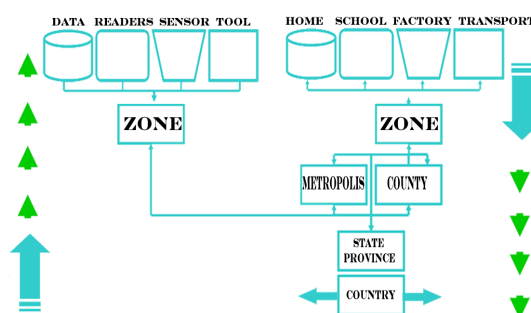 DATA READERS SENSOR TOOL HOME SCHOOL FACTORY TRANSPORT
ZONE ZONE
METROPOLIS COUNTY
STATE
PROVINCE
COUNTRY